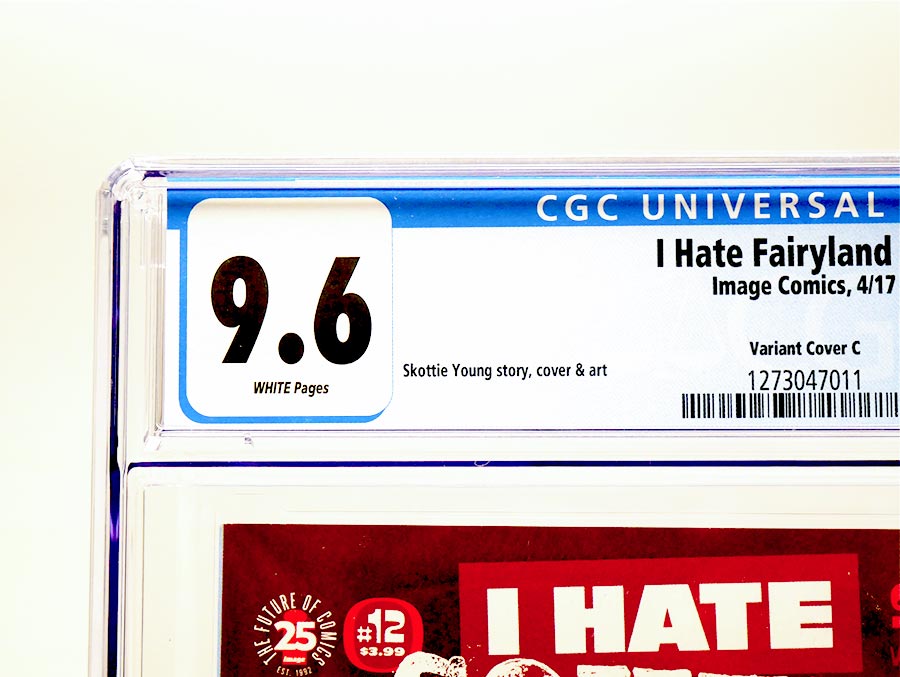 CGC UNIVERSAL
9.6
WHITE Pages
I Hate Fairyland
Image Comics, 4/17
Skottie Young story, cover & art
Variant Cover C
1273047011
THE FUTURE OF COMICS
25
image
EST. 1992
#12
$3.99
I HATE